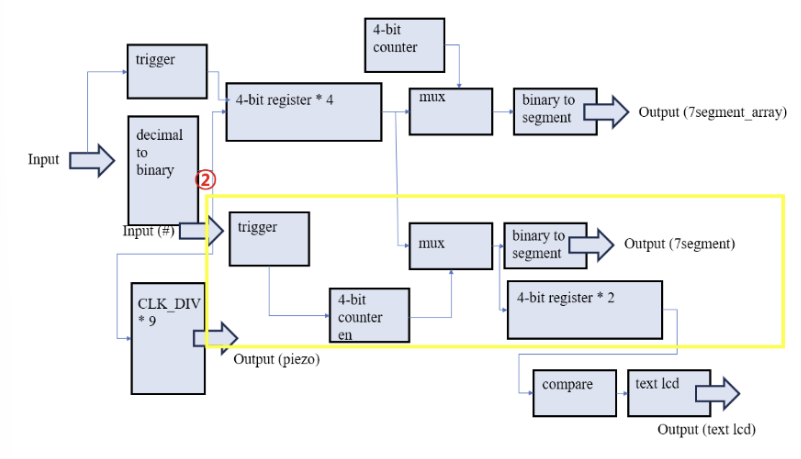 4-bit
counter
trigger
4-bit register * 4
mux
binary to
segment
Output (7segment_array)
decimal
to
binary
Input
②
Input (#)
trigger
mux
binary to
segment
Output (7segment)
CLK_DIV
* 9
4-bit
counter
en
4-bit register * 2
Output (piezo)
compare
text lcd
Output (text lcd)